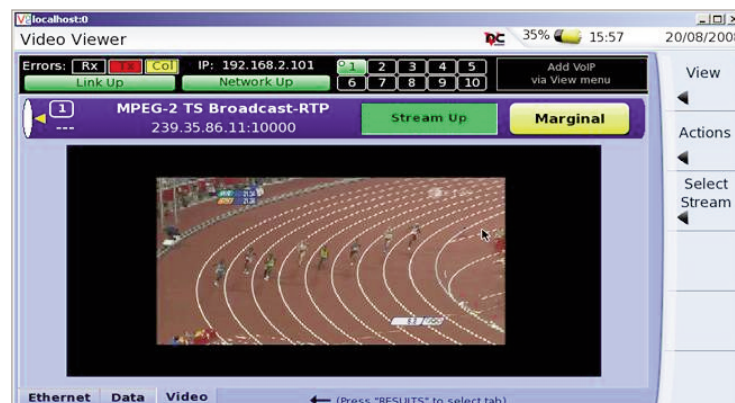 localhost:0
Video Viewer
DC 35% 15:57 20/08/2008
Errors: Rx Tx Col IP: 192.168.2.101 1 2 3 4 5 Add VoIP
Link Up Network Up 6 7 8 9 10 via View menu
View
1 MPEG-2 TS Broadcast-RTP Stream Up Marginal
--- 239.35.86.11:10000
Actions
Select
Stream
Ethernet Data Video (Press "RESULTS" to select tab)